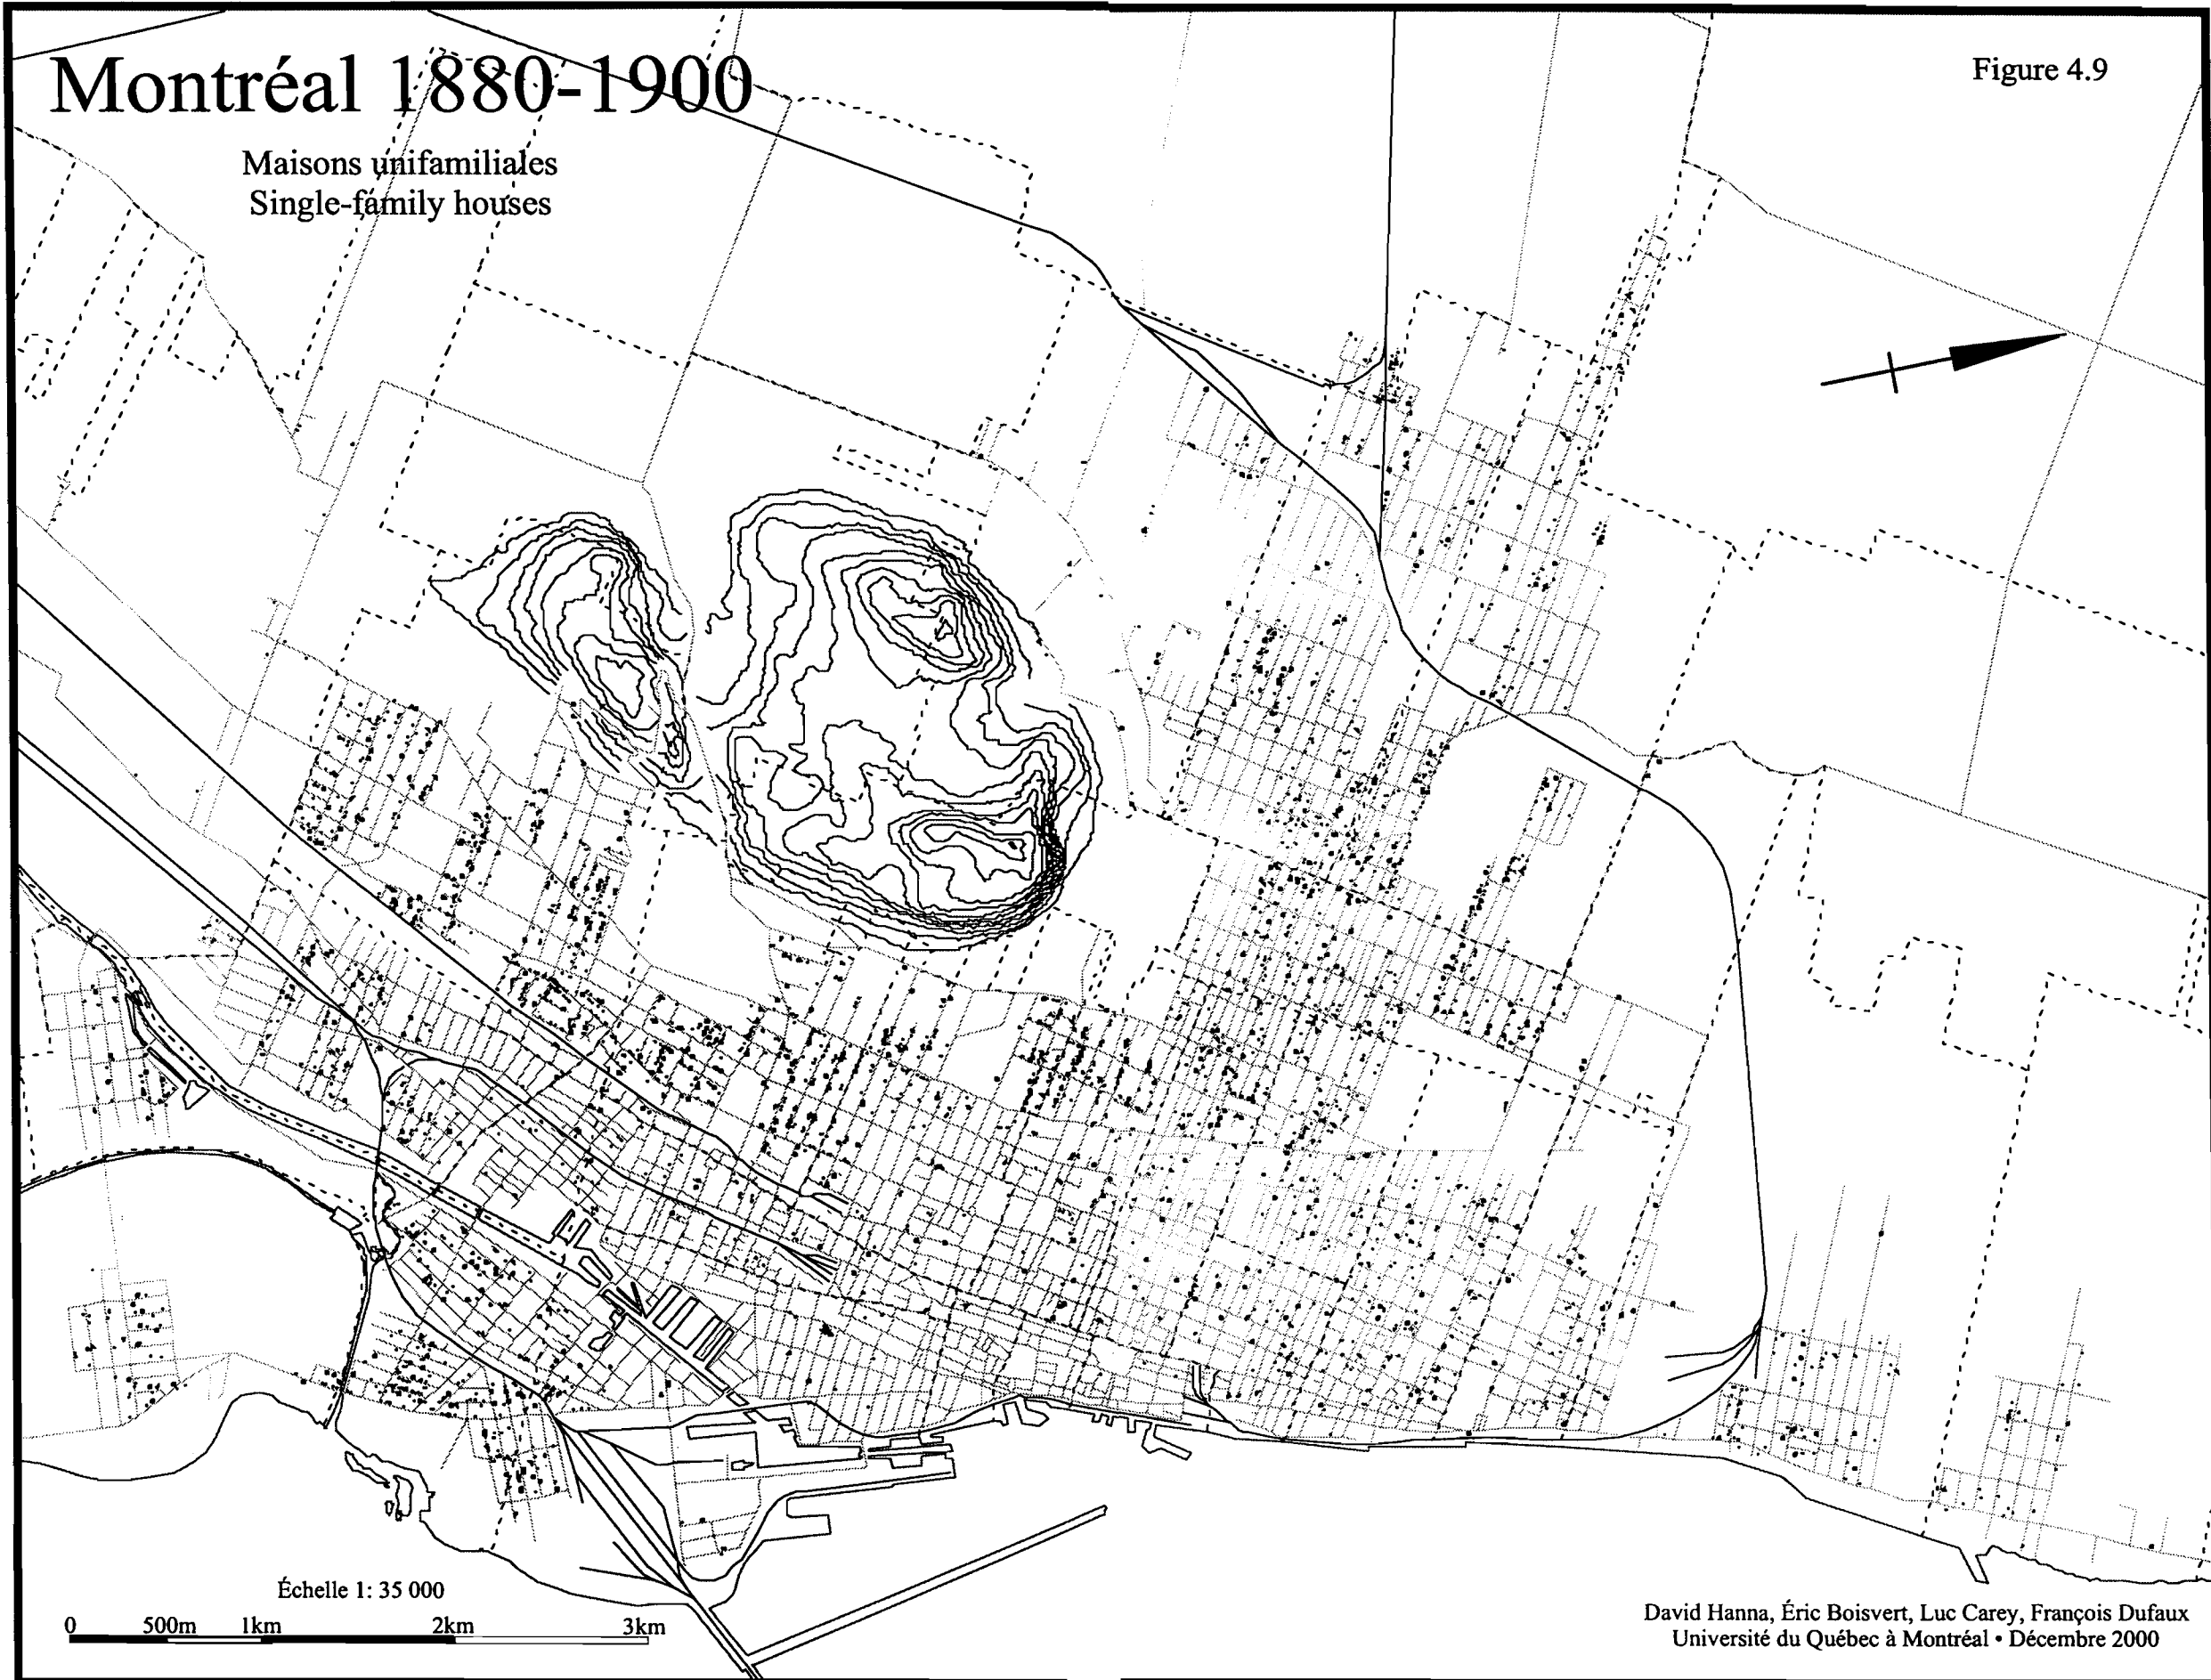 Montréal 1880-1900
Figure 4.9
Maisons unifamiliales
Single-family houses
Échelle 1: 35 000
0 500m 1km 2km 3km
David Hanna, Éric Boisvert, Luc Carey, François Dufaux
Université du Québec à Montréal • Décembre 2000